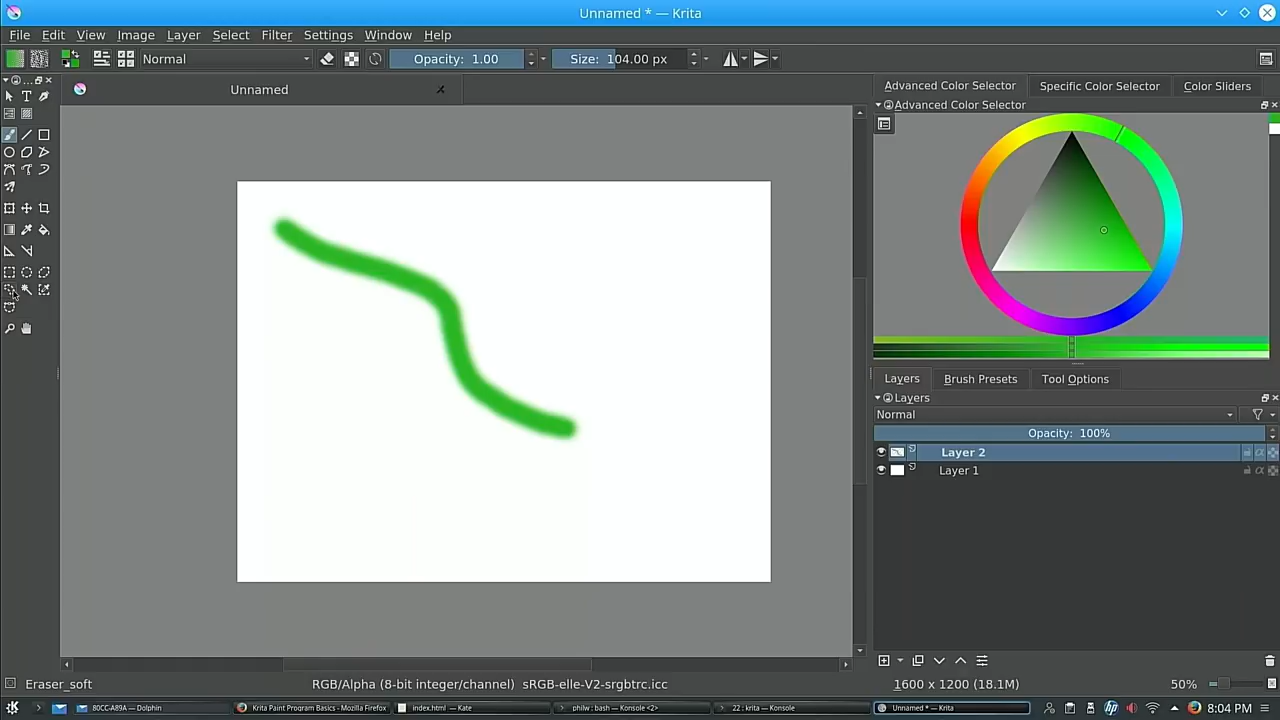 Unnamed * — Krita
File Edit View Image Layer Select Filter Settings Window Help
Normal Opacity: 1.00 Size: 104.00 px
Unnamed
Advanced Color Selector Specific Color Selector Color Sliders
Advanced Color Selector
Layers Brush Presets Tool Options
Layers
Normal
Opacity: 100%
Layer 2
Layer 1
Eraser_soft RGB/Alpha (8-bit integer/channel) sRGB-elle-V2-srgbtrc.icc 1600 x 1200 (18.1M) 50%
80CC-A89A — Dolphin Krita Paint Program Basics - Mozilla Firefox index.html — Kate philw : bash — Konsole <2> 22 : krita — Konsole Unnamed * — Krita 8:04 PM